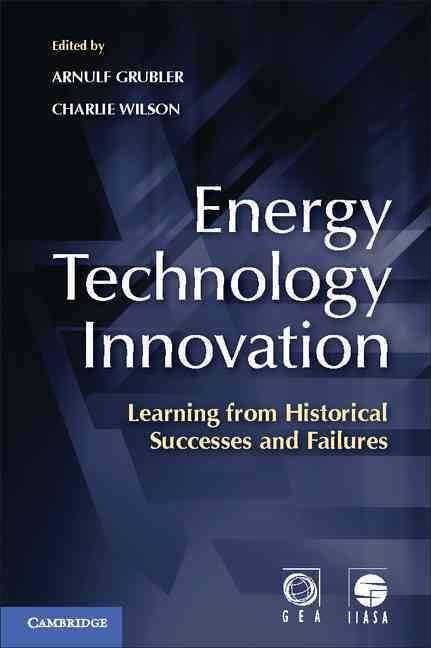 Edited by
ARNULF GRUBLER
CHARLIE WILSON
Energy
Technology
Innovation
Learning from Historical
Successes and Failures
GEA IIASA
CAMBRIDGE